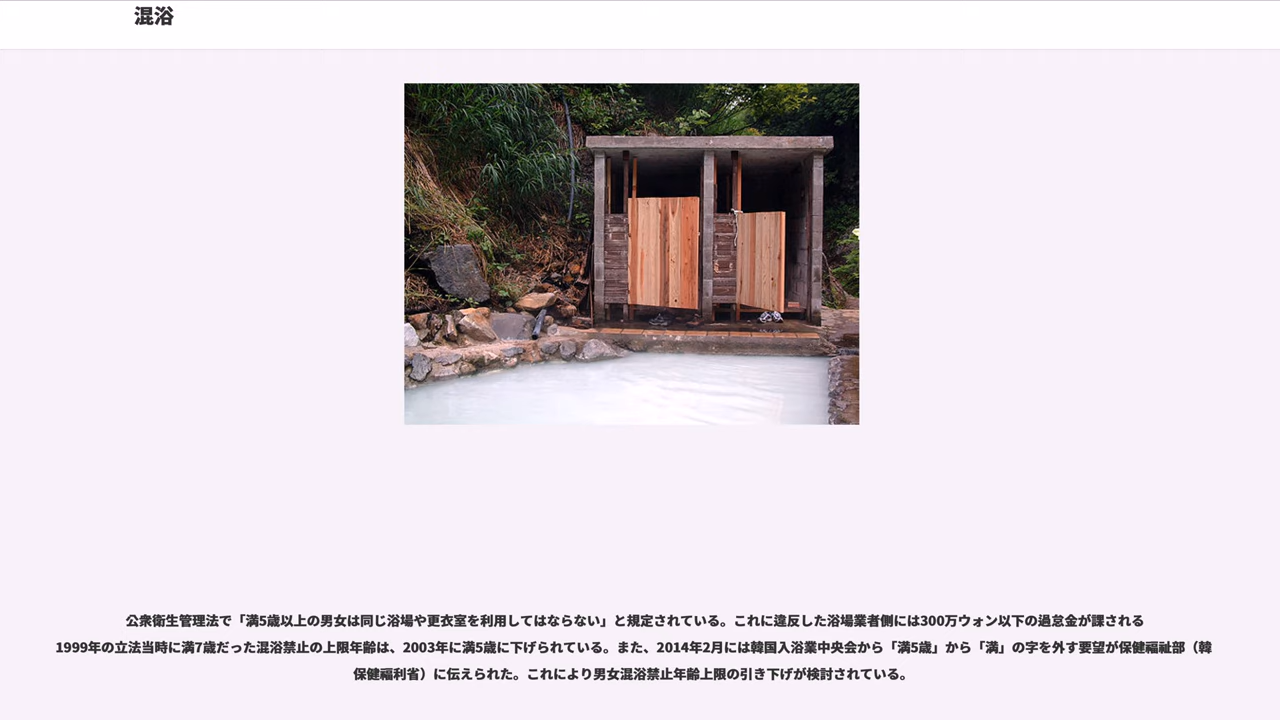 混浴
公衆衛生管理法で「満5歳以上の男女は同じ浴場や更衣室を利用してはならない」と規定されている。これに違反した浴場業者側には300万ウォン以下の過怠金が課される
1999年の立法当時に満7歳だった混浴禁止の上限年齢は、2003年に満5歳に下げられている。また、2014年2月には韓国入浴業中央会から「満5歳」から「満」の字を外す要望が保健福祉部（韓
保健福利省）に伝えられた。これにより男女混浴禁止年齢上限の引き下げが検討されている。